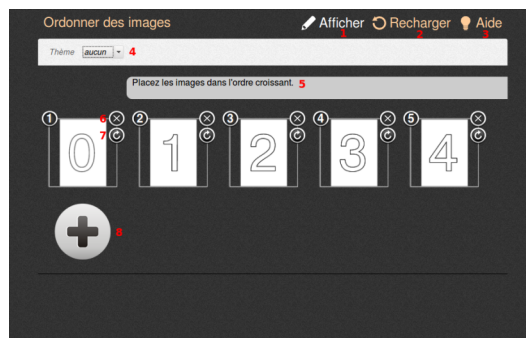 Ordonner des images Afficher Recharger Aide
1 2 3
Thème aucun 4
Placez les images dans l'ordre croissant. 5
1 6 2 3 4 5
7
0 1 2 3 4
8